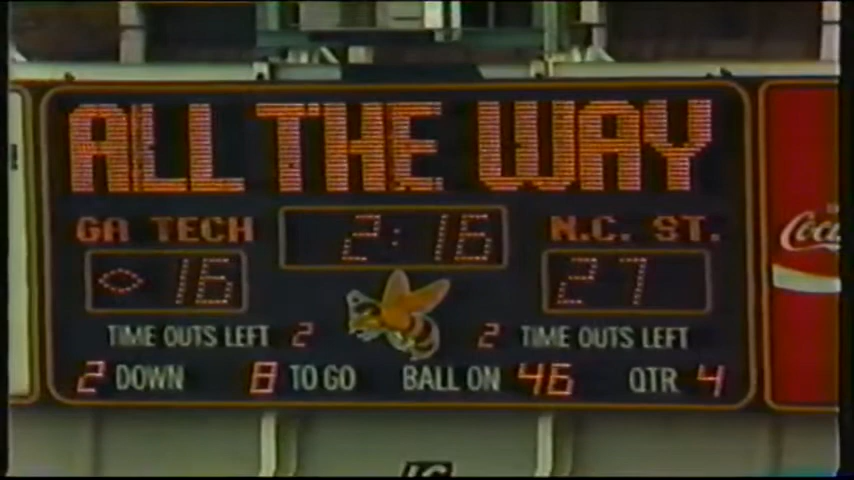 ALL THE WAY
GA TECH 2:16 N.C. ST.
16 27
TIME OUTS LEFT 2 2 TIME OUTS LEFT
2 DOWN 8 TO GO BALL ON 46 QTR 4